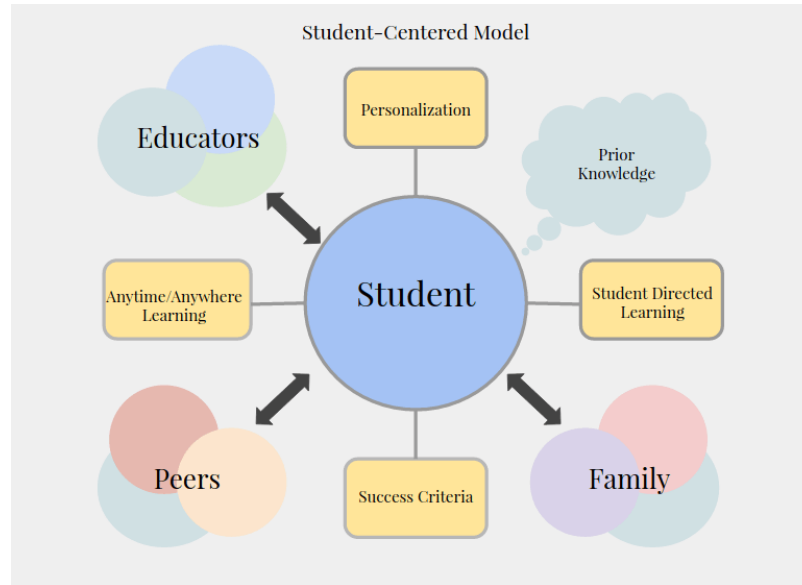 Student-Centered Model
Personalization
Educators
Prior
Knowledge
Student
Anytime/Anywhere
Learning
Student Directed
Learning
Peers
Success Criteria
Family